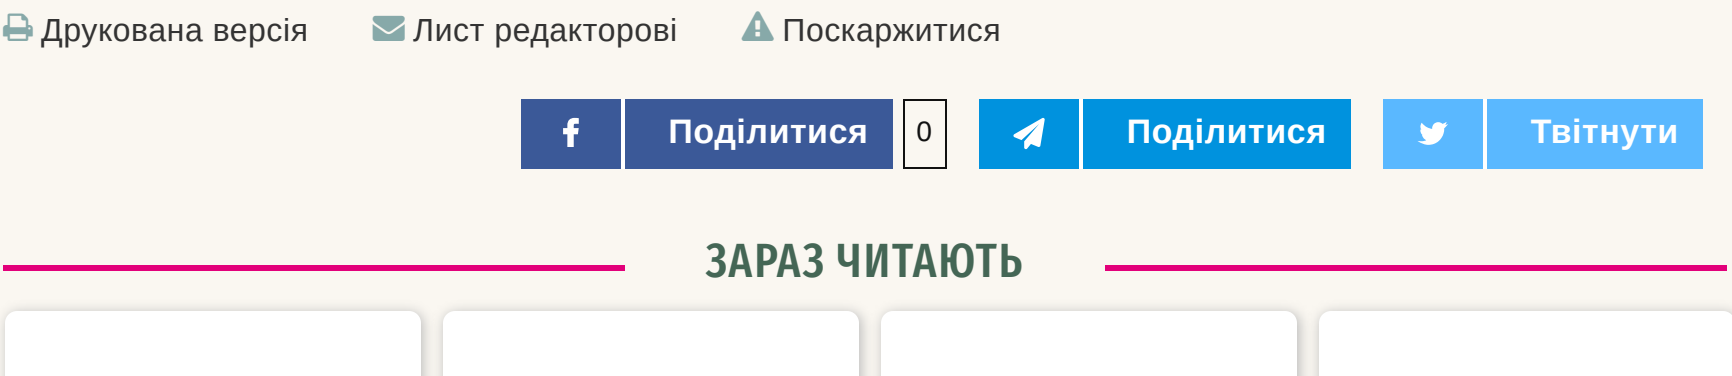 Друкована версія Лист редакторові Поскаржитися
Поділитися 0 Поділитися Твітнути
ЗАРАЗ ЧИТАЮТЬ